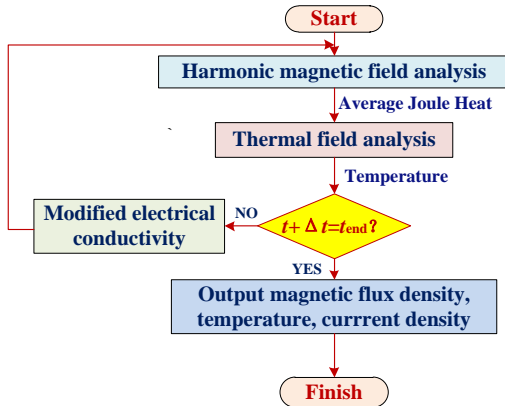 Start
Harmonic magnetic field analysis
Average Joule Heat
Thermal field analysis
Temperature
Modified electrical
conductivity
NO
t+ Δ t=tend?
YES
Output magnetic flux density,
temperature, currrent density
Finish